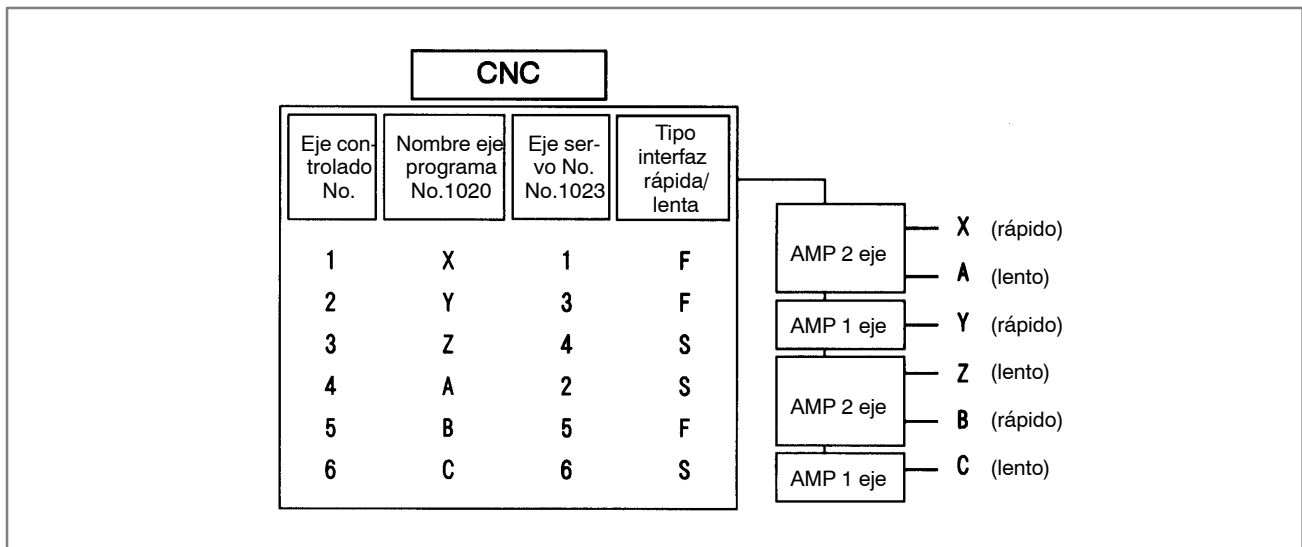 CNC
Eje con-
trolado
No.
Nombre eje
programa
No.1020
Eje ser-
vo No.
No.1023
Tipo
interfaz
rápida/
lenta
1 X 1 F
2 Y 3 F
3 Z 4 S
4 A 2 S
5 B 5 F
6 C 6 S
AMP 2 eje
X (rápido)
A (lento)
AMP 1 eje
Y (rápido)
AMP 2 eje
Z (lento)
B (rápido)
AMP 1 eje
C (lento)